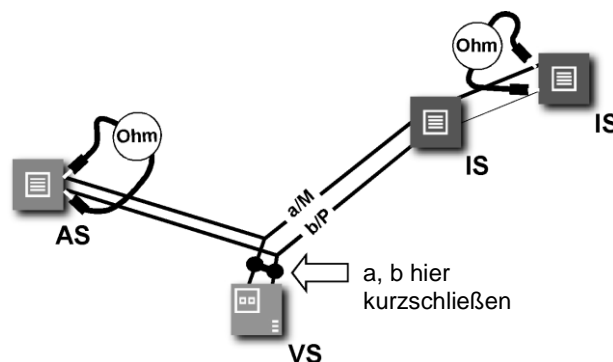 Ohm
IS
Ohm
IS
AS
a/M
b/P
a, b hier
kurzschließen
VS